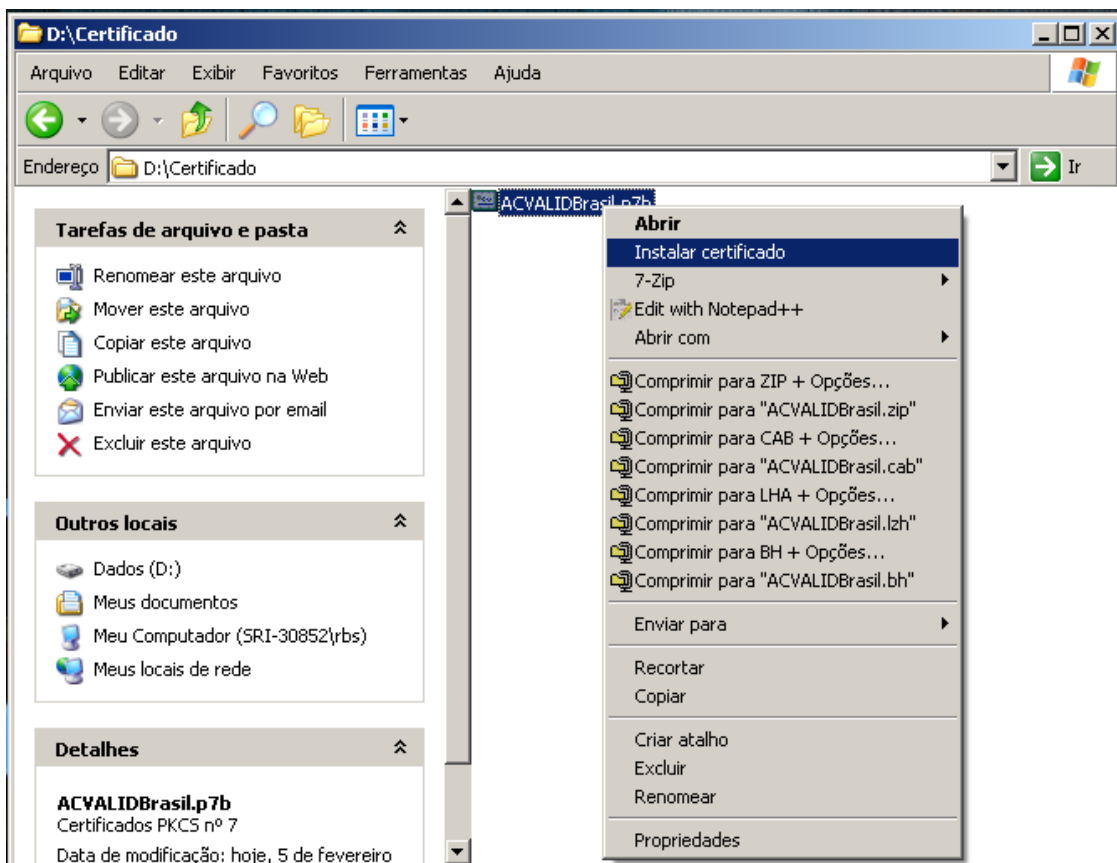 D:\Certificado
Arquivo Editar Exibir Favoritos Ferramentas Ajuda
Endereço D:\Certificado Ir
Tarefas de arquivo e pasta
Renomear este arquivo
Mover este arquivo
Copiar este arquivo
Publicar este arquivo na Web
Enviar este arquivo por email
Excluir este arquivo
Outros locais
Dados (D:)
Meus documentos
Meu Computador (SRI-30852\rbs)
Meus locais de rede
Detalhes
ACVALIDBrasil.p7b
Certificados PKCS nº 7
Data de modificação: hoje, 5 de fevereiro
ACVALIDBrasil.p7b
Abrir
Instalar certificado
7-Zip
Edit with Notepad++
Abrir com
Comprimir para ZIP + Opções...
Comprimir para "ACVALIDBrasil.zip"
Comprimir para CAB + Opções...
Comprimir para "ACVALIDBrasil.cab"
Comprimir para LHA + Opções...
Comprimir para "ACVALIDBrasil.lzh"
Comprimir para BH + Opções...
Comprimir para "ACVALIDBrasil.bh"
Enviar para
Recortar
Copiar
Criar atalho
Excluir
Renomear
Propriedades